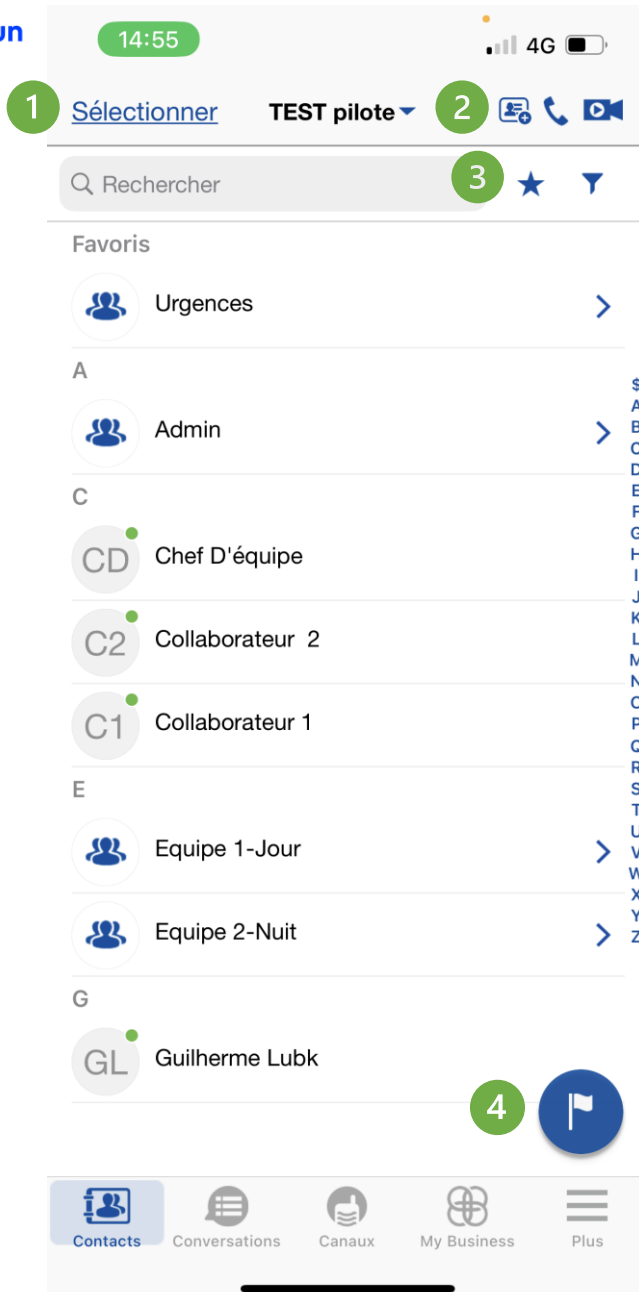 un
14:55
4G
1 Sélectionner TEST pilote 2
Rechercher 3
Favoris
Urgences
A
Admin
C
CD Chef D'équipe
C2 Collaborateur 2
C1 Collaborateur 1
E
Equipe 1-Jour
Equipe 2-Nuit
G
GL Guilherme Lubk
4
Contacts Conversations Canaux My Business Plus
$
A
B
C
D
E
F
G
H
I
J
K
L
M
N
O
P
Q
R
S
T
U
V
W
X
Y
Z